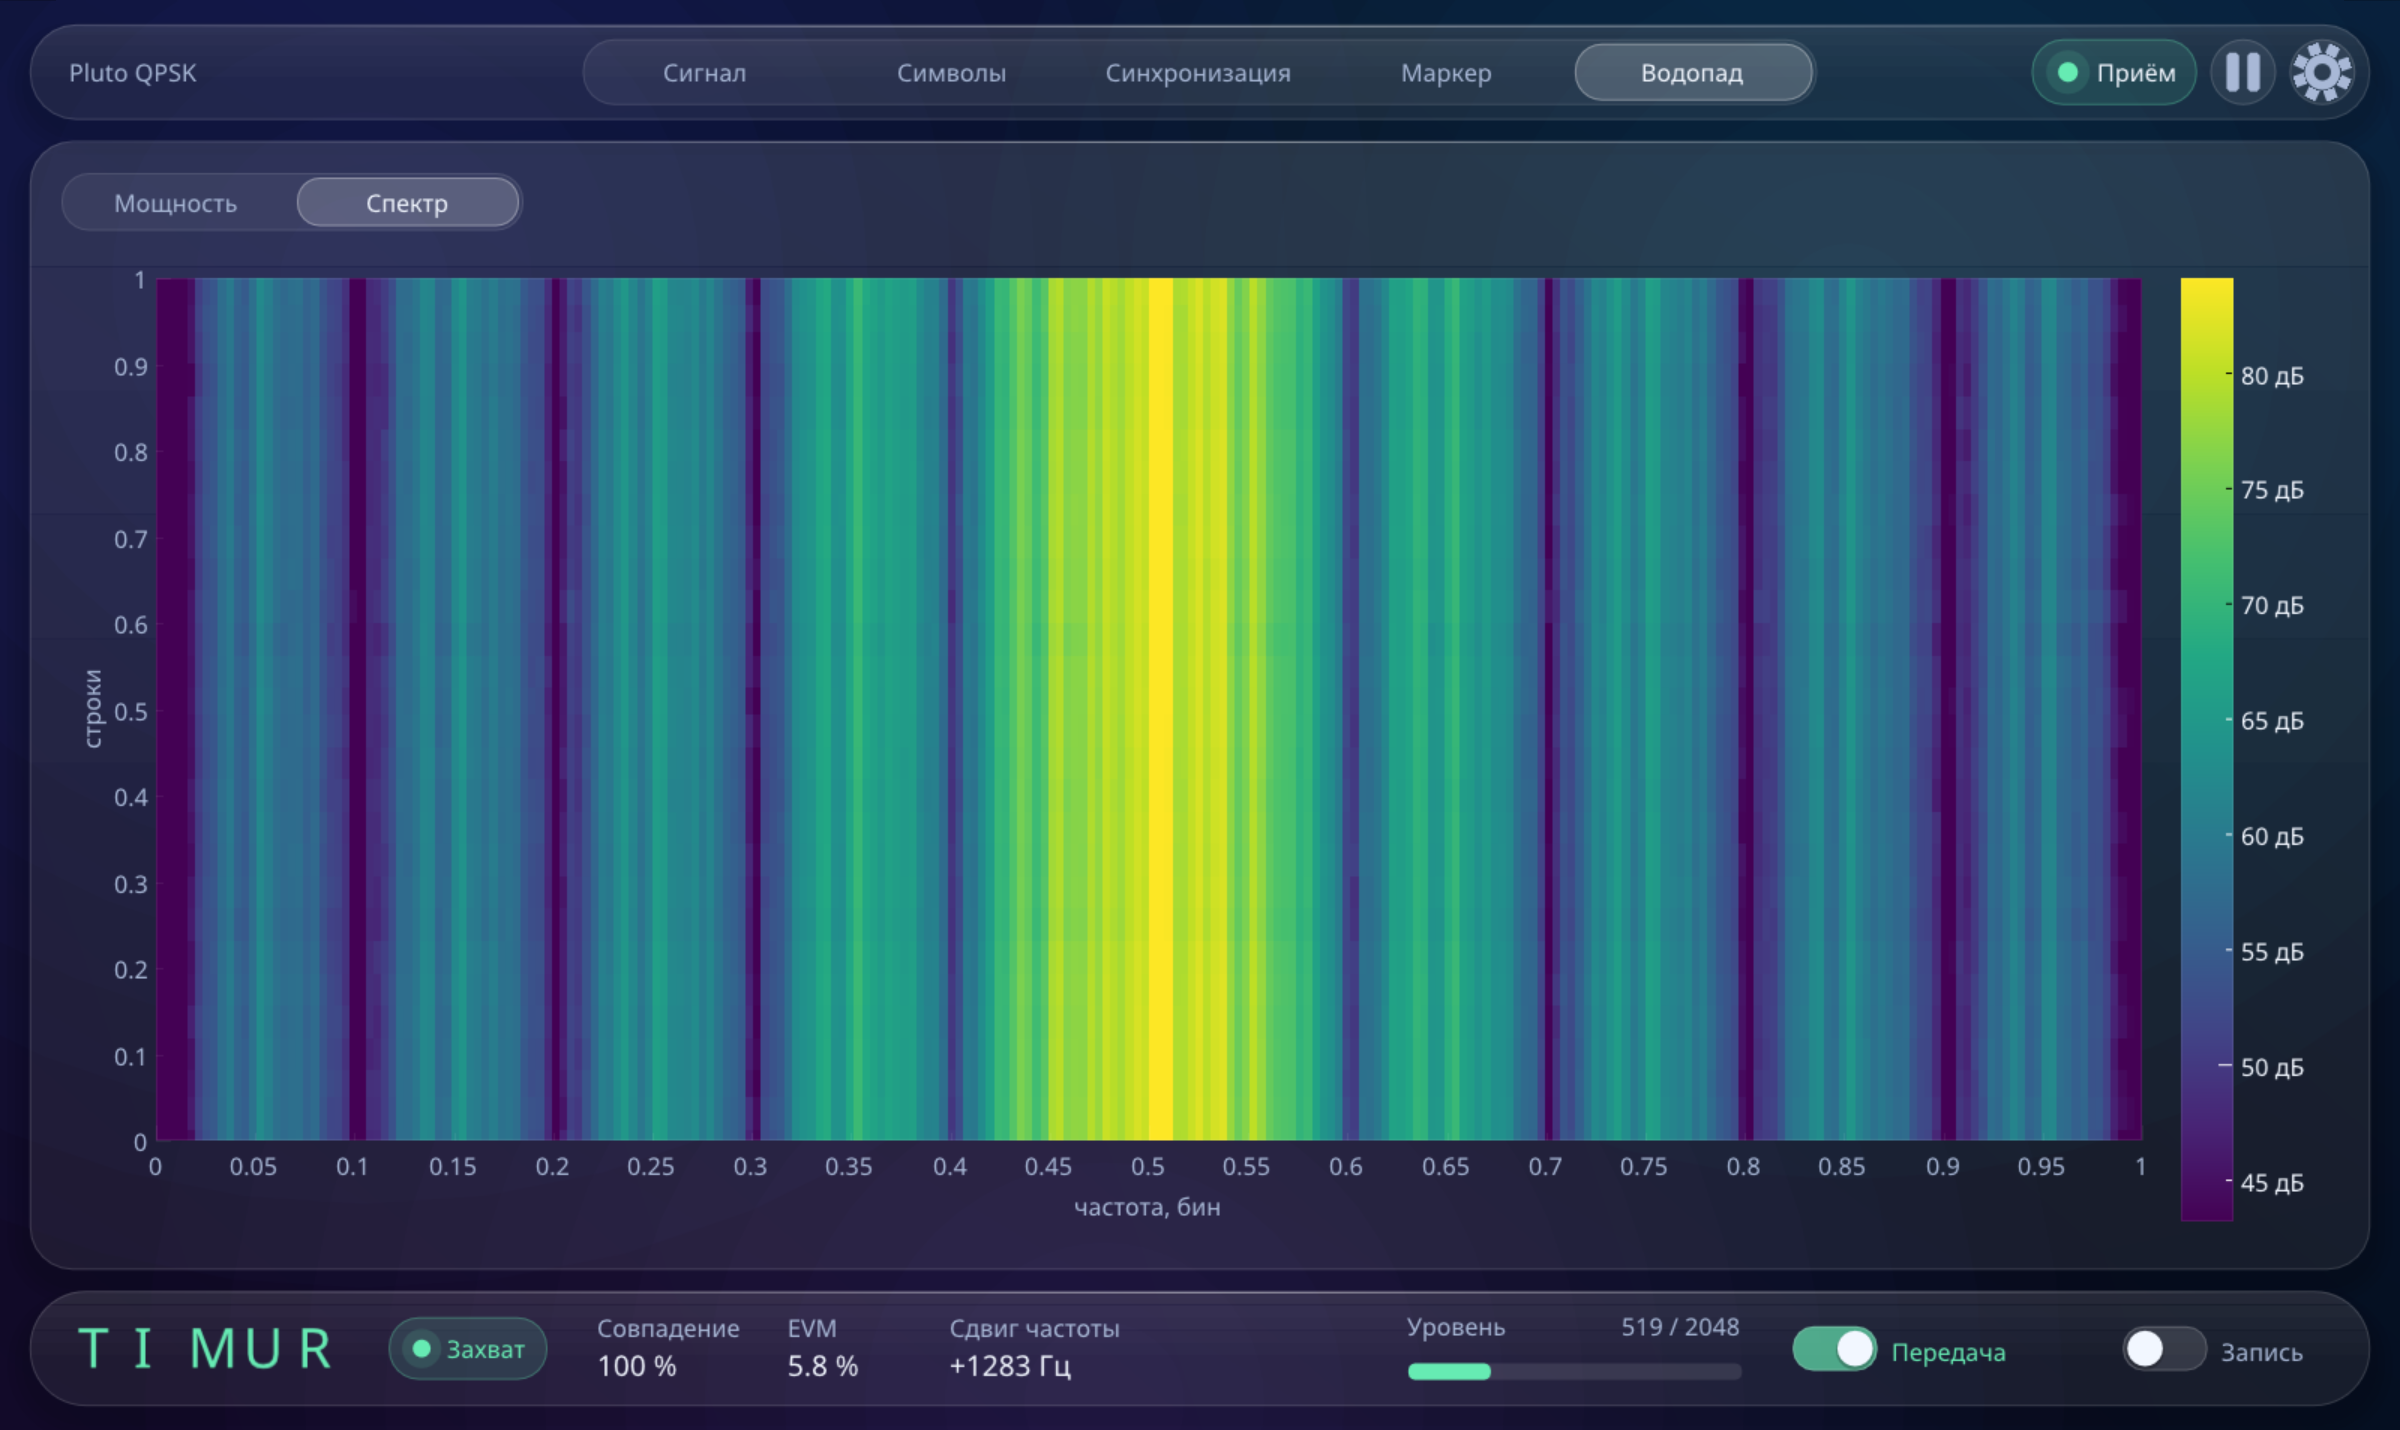 Pluto QPSK
Сигнал
Символы
Синхронизация
Маркер
Водопад
Приём
Мощность
Спектр
1
0.9
0.8
0.7
0.6
0.5
0.4
0.3
0.2
0.1
0
строки
0 0.05 0.1 0.15 0.2 0.25 0.3 0.35 0.4 0.45 0.5 0.55 0.6 0.65 0.7 0.75 0.8 0.85 0.9 0.95 1
частота, бин
80 дБ
75 дБ
70 дБ
65 дБ
60 дБ
55 дБ
50 дБ
45 дБ
TI MUR
Захват
Совпадение
100 %
EVM
5.8 %
Сдвиг частоты
+1283 Гц
Уровень
519 / 2048
Передача
Запись